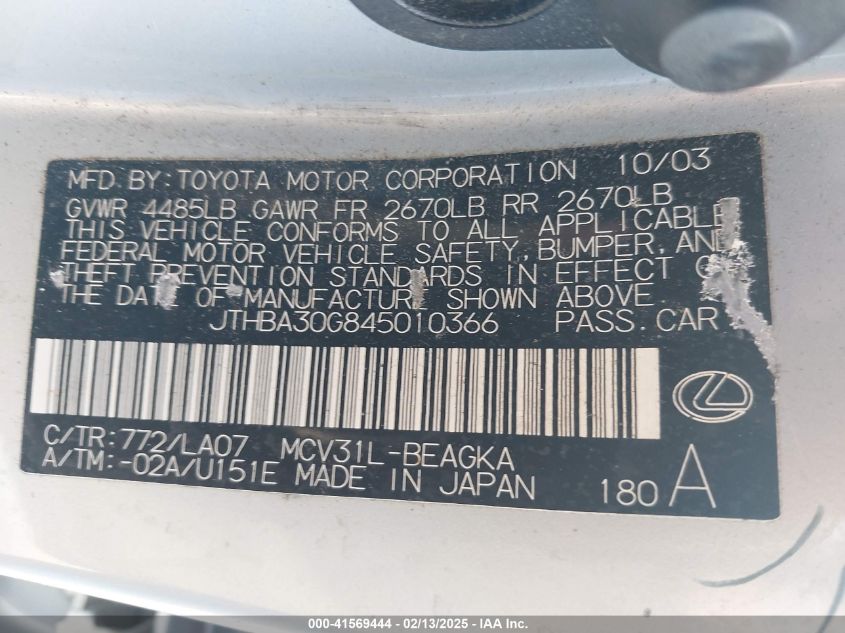 MFD BY: TOYOTA MOTOR CORPORATION 10/03
GVWR 4485LB GAWR FR 2670LB RR 2670LB
THIS VEHICLE CONFORMS TO ALL APPLICABLE
FEDERAL MOTOR VEHICLE SAFETY, BUMPER, AND
THEFT PREVENTION STANDARDS IN EFFECT
THE DATE OF MANUFACTURE SHOWN ABOVE
JTHBA30G845010366 PASS.CAR
C/TR: 772/LA07 MCV31L-BEAGKA
A/TM: -02A/U151E MADE IN JAPAN 180 A
000-41569444 - 02/13/2025 - IAA, Inc.